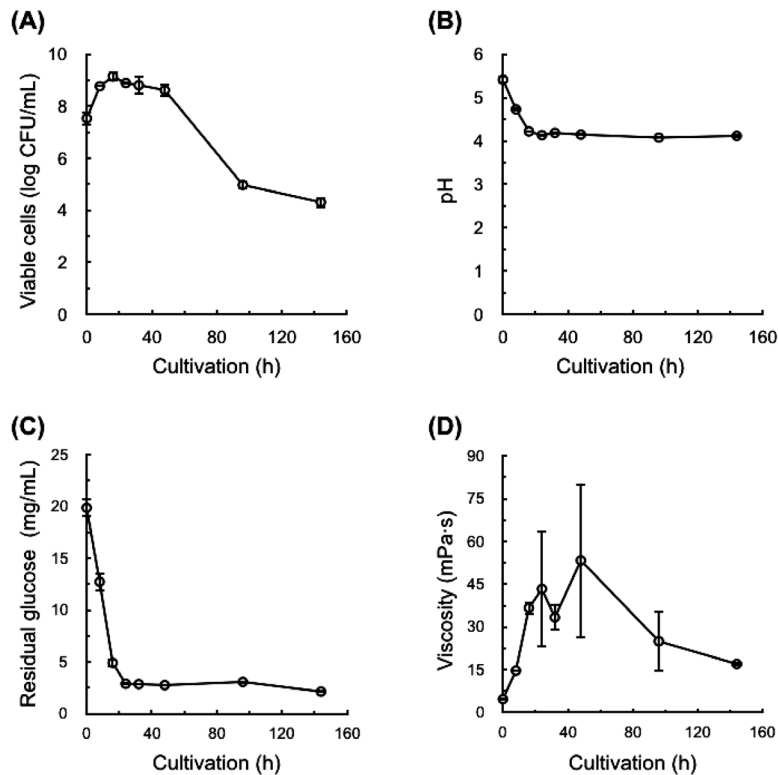 (A)
Viable cells (log CFU/mL)
10
8
6
4
2
0
0 40 80 120 160
Cultivation (h)
(B)
pH
6
5
4
3
2
1
0
0 40 80 120 160
Cultivation (h)
(C)
Residual glucose (mg/mL)
25
20
15
10
5
0
0 40 80 120 160
Cultivation (h)
(D)
Viscosity (mPa·s)
90
75
60
45
30
15
0
0 40 80 120 160
Cultivation (h)